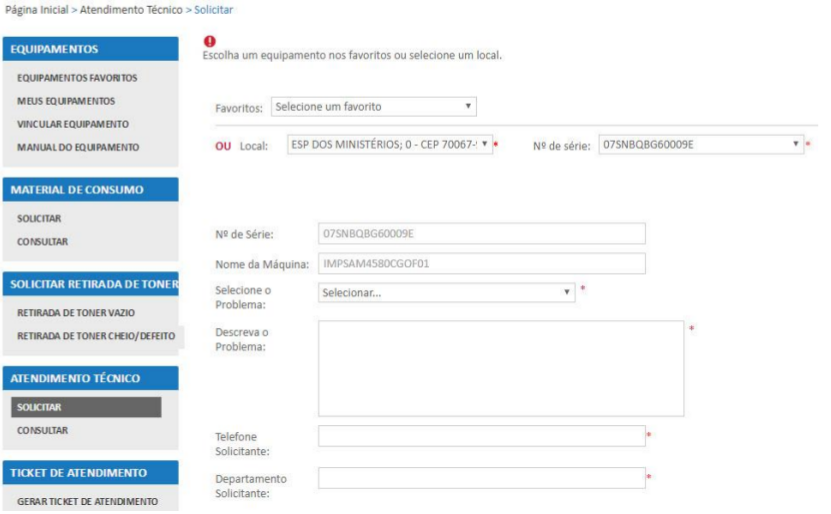 Página Inicial > Atendimento Técnico > Solicitar
EQUIPAMENTOS
EQUIPAMENTOS FAVORITOS
MEUS EQUIPAMENTOS
VINCULAR EQUIPAMENTO
MANUAL DO EQUIPAMENTO
MATERIAL DE CONSUMO
SOLICITAR
CONSULTAR
SOLICITAR RETIRADA DE TONER
RETIRADA DE TONER VAZIO
RETIRADA DE TONER CHEIO/DEFEITO
ATENDIMENTO TÉCNICO
SOLICITAR
CONSULTAR
TICKET DE ATENDIMENTO
GERAR TICKET DE ATENDIMENTO
Escolha um equipamento nos favoritos ou selecione um local.
Favoritos: Selecione um favorito
OU Local: ESP DOS MINISTÉRIOS; 0 - CEP 70067- * Nº de série: 07SNBQBG60009E *
Nº de Série: 07SNBQBG60009E
Nome da Máquina: IMPSAM4580CGOF01
Selecione o
Problema: Selecionar... *
Descreva o
Problema: *
Telefone
Solicitante: *
Departamento
Solicitante: *